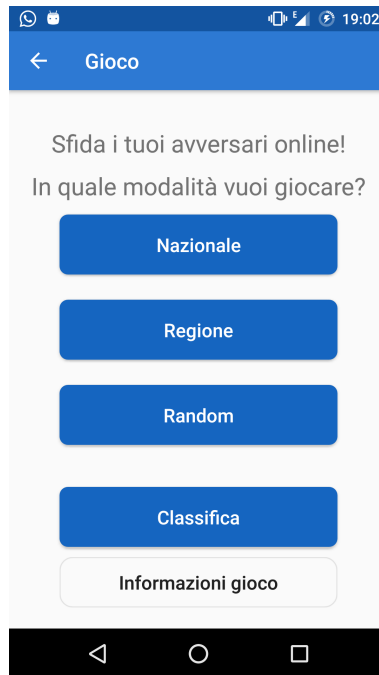 E 19:02
Gioco
Sfida i tuoi avversari online!
In quale modalità vuoi giocare?
Nazionale
Regione
Random
Classifica
Informazioni gioco